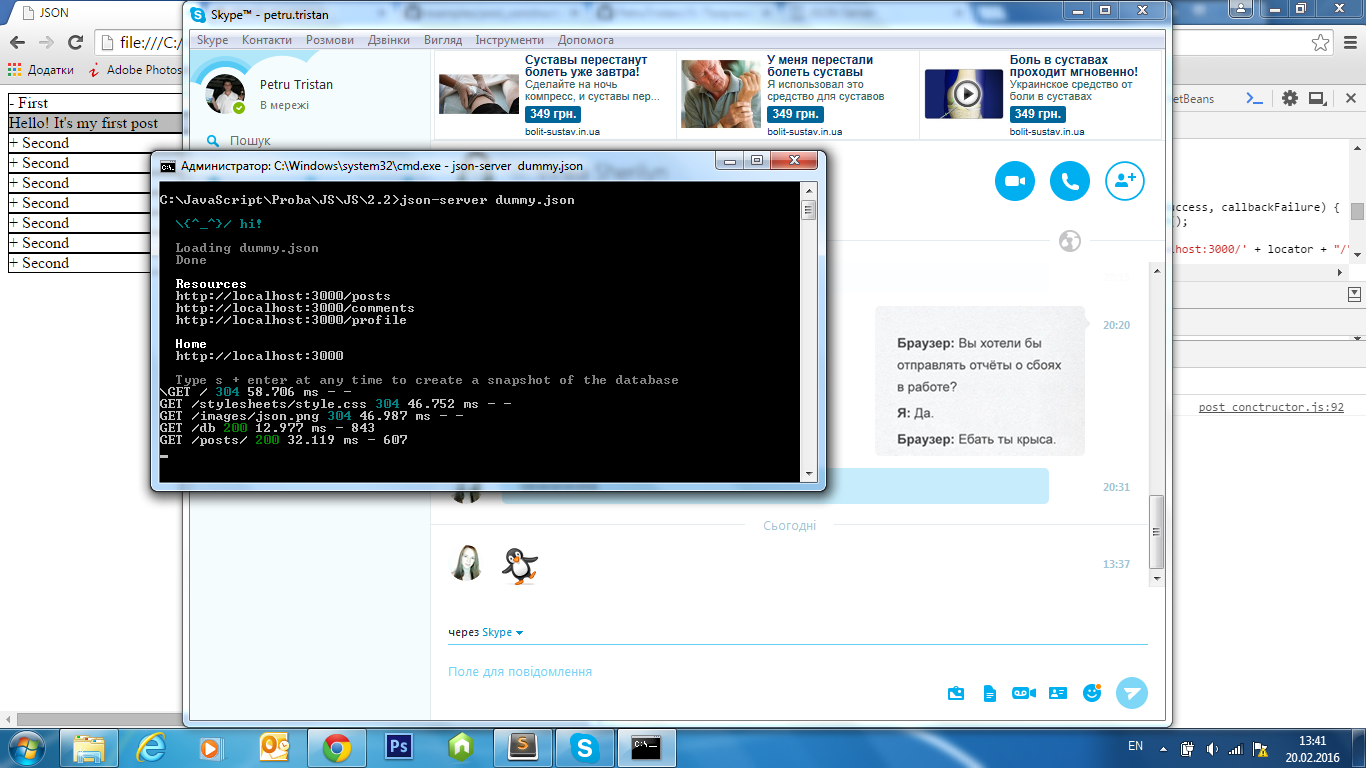 JSON
Skype™ - petru.tristan
file:///C:/
Skype Контакти Розмови Дзвінки Вигляд Інструменти Допомога
Додатки
Adobe Photos
Petru Tristan
В мережі
Пошук
Суставы перестанут
болеть уже завтра!
Сделайте на ночь
компресс, и суставы пер...
349 грн.
bolit-sustav.in.ua
У меня перестали
болеть суставы
Я использовал это
средство для суставов
349 грн.
bolit-sustav.in.ua
Боль в суставах
проходит мгновенно!
Украинское средство от
боли в суставах
349 грн.
bolit-sustav.in.ua
etBeans
- First
Hello! It's my first post
+ Second
+ Second
+ Second
+ Second
+ Second
+ Second
+ Second
Администратор: C:\Windows\system32\cmd.exe - json-server dummy.json
C:\JavaScript\Proba\JS\JS\2.2>json-server dummy.json
\{^_^}/ hi!
Loading dummy.json
Done
Resources
http://localhost:3000/posts
http://localhost:3000/comments
http://localhost:3000/profile
Home
http://localhost:3000
Type s + enter at any time to create a snapshot of the database
\GET / 304 58.706 ms - -
GET /stylesheets/style.css 304 46.752 ms - -
GET /images/json.png 304 46.987 ms - -
GET /db 200 12.977 ms - 843
GET /posts/ 200 32.119 ms - 607
uccess, callbackFailure) {
);
lhost:3000/' + locator + "/"
post conctructor.js:92
20:20
Браузер: Вы хотели бы
отправлять отчёты о сбоях
в работе?
Я: Да.
Браузер: Ебать ты крыса.
20:31
Сьогодні
13:37
через Skype
Поле для повідомлення
EN
13:41
20.02.2016